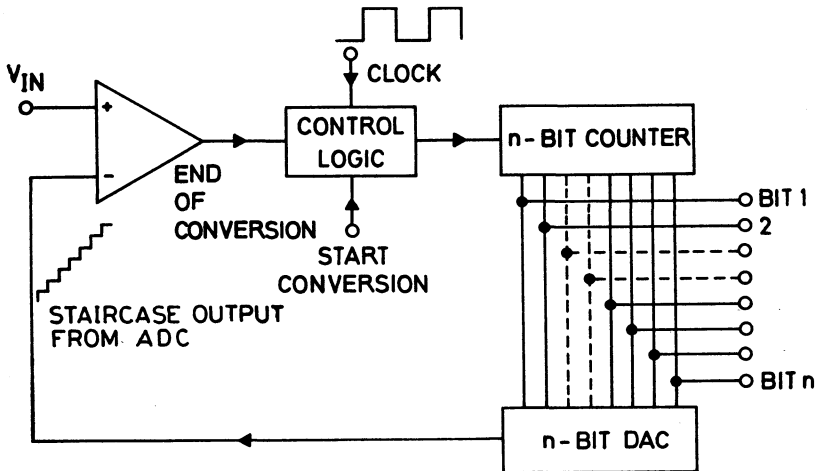 V_IN
+
-
CLOCK
CONTROL
LOGIC
n-BIT COUNTER
END
OF
CONVERSION
START
CONVERSION
BIT 1
2
BIT n
STAIRCASE OUTPUT
FROM ADC
n-BIT DAC